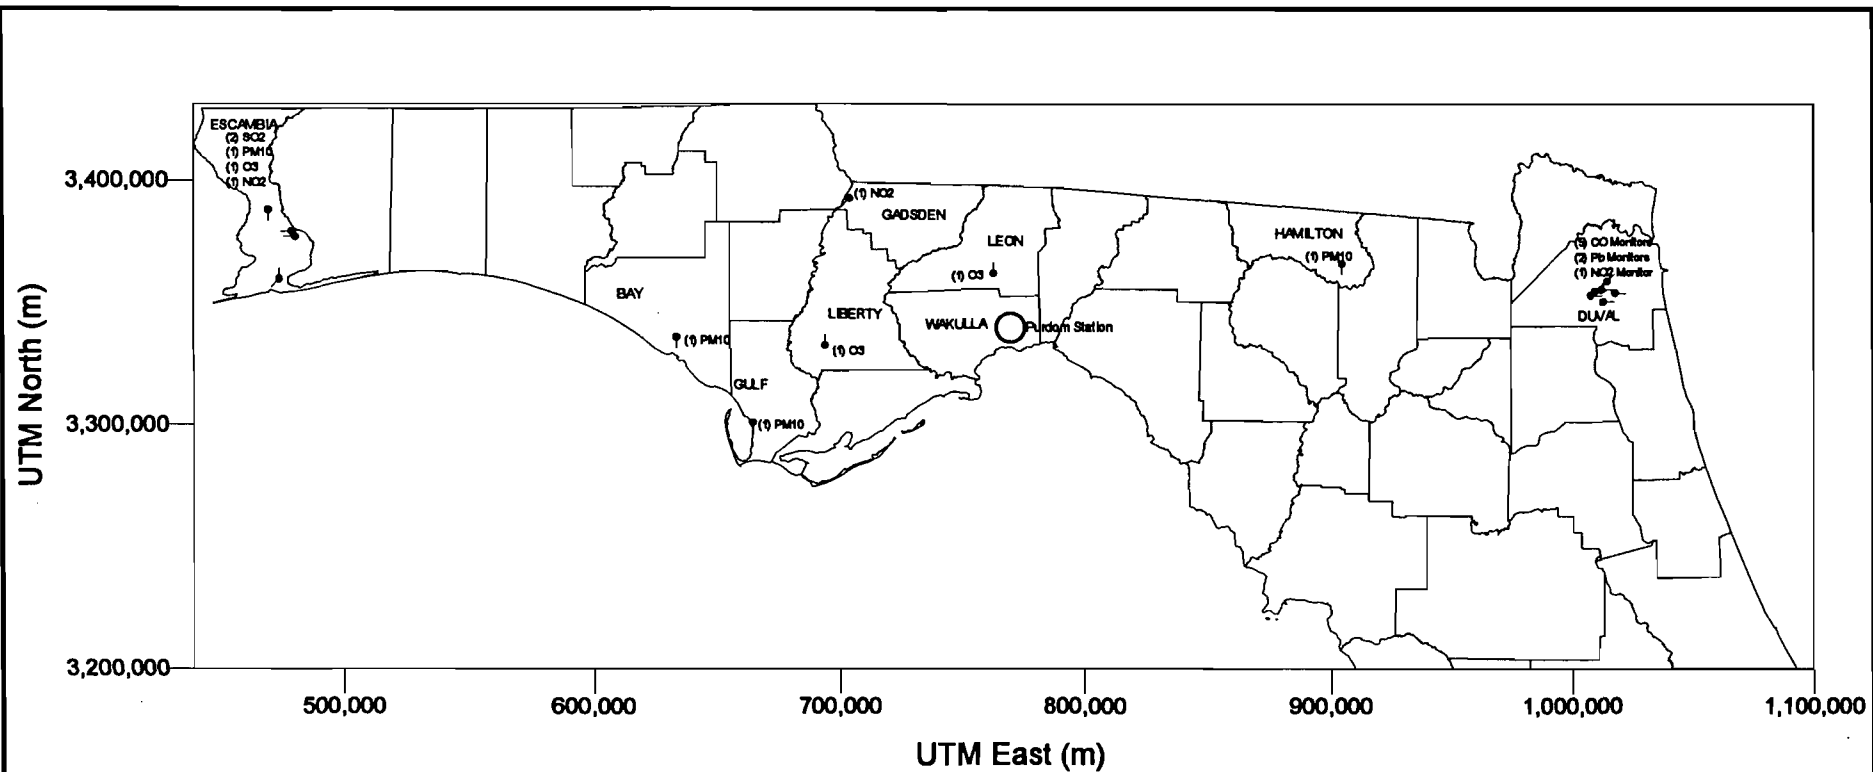 ESCAMBIA
(2) SO2
(1) PM10
(1) O3
(1) NO2
3,400,000
(1) NO2
GADSDEN
LEON
(1) O3
HAMILTON
(1) PM10
(5) CO Monitors
(2) Pb Monitors
(1) NO2 Monitor
DUVAL
BAY
LIBERTY
WAKULLA
Purdom Station
(1) PM10
(1) O3
GULF
3,300,000
(1) PM10
3,200,000
UTM North (m)
500,000
600,000
700,000
800,000
900,000
1,000,000
1,100,000
UTM East (m)